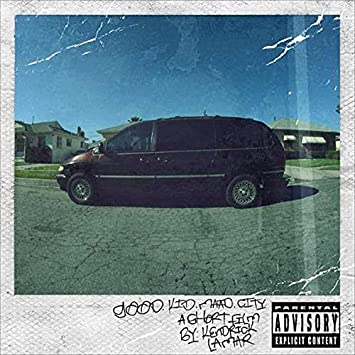 good kid, m.A.A.d city
A SHORT FILM
BY. KENDRICK
LAMAR
PARENTAL
ADVISORY
EXPLICIT CONTENT